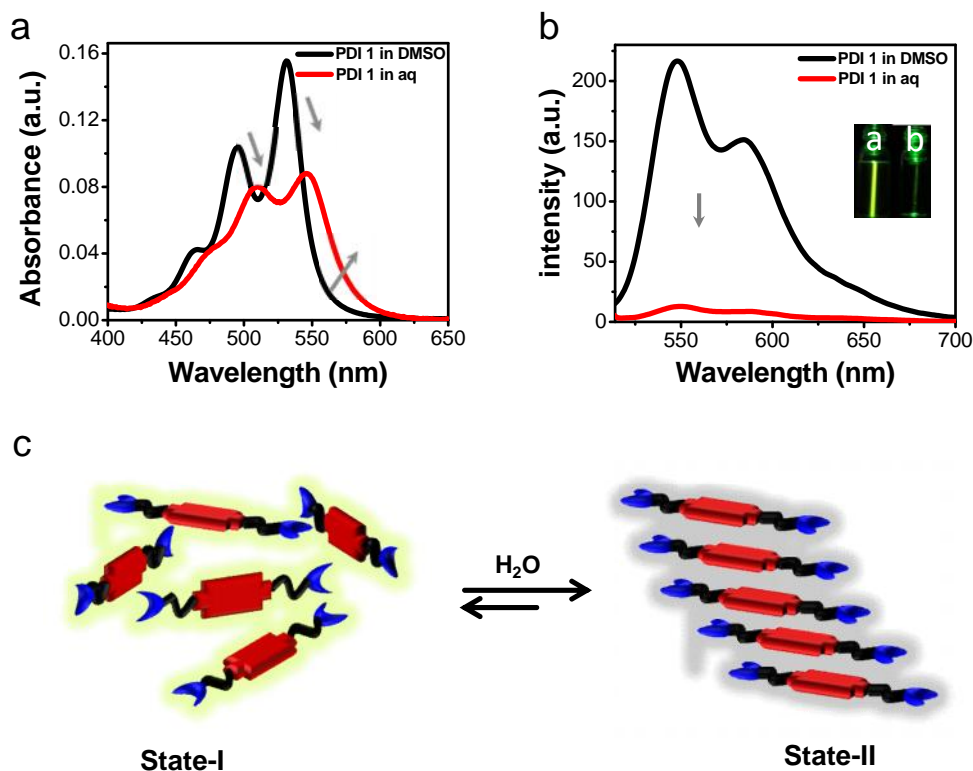 a
0.16
0.12
0.08
0.04
0.00
Absorbance (a.u.)
PDI 1 in DMSO
PDI 1 in aq
400 450 500 550 600 650
Wavelength (nm)
b
200
150
100
50
0
intensity (a.u.)
PDI 1 in DMSO
PDI 1 in aq
a b
550 600 650 700
Wavelength (nm)
c
H₂O
State-I
State-II